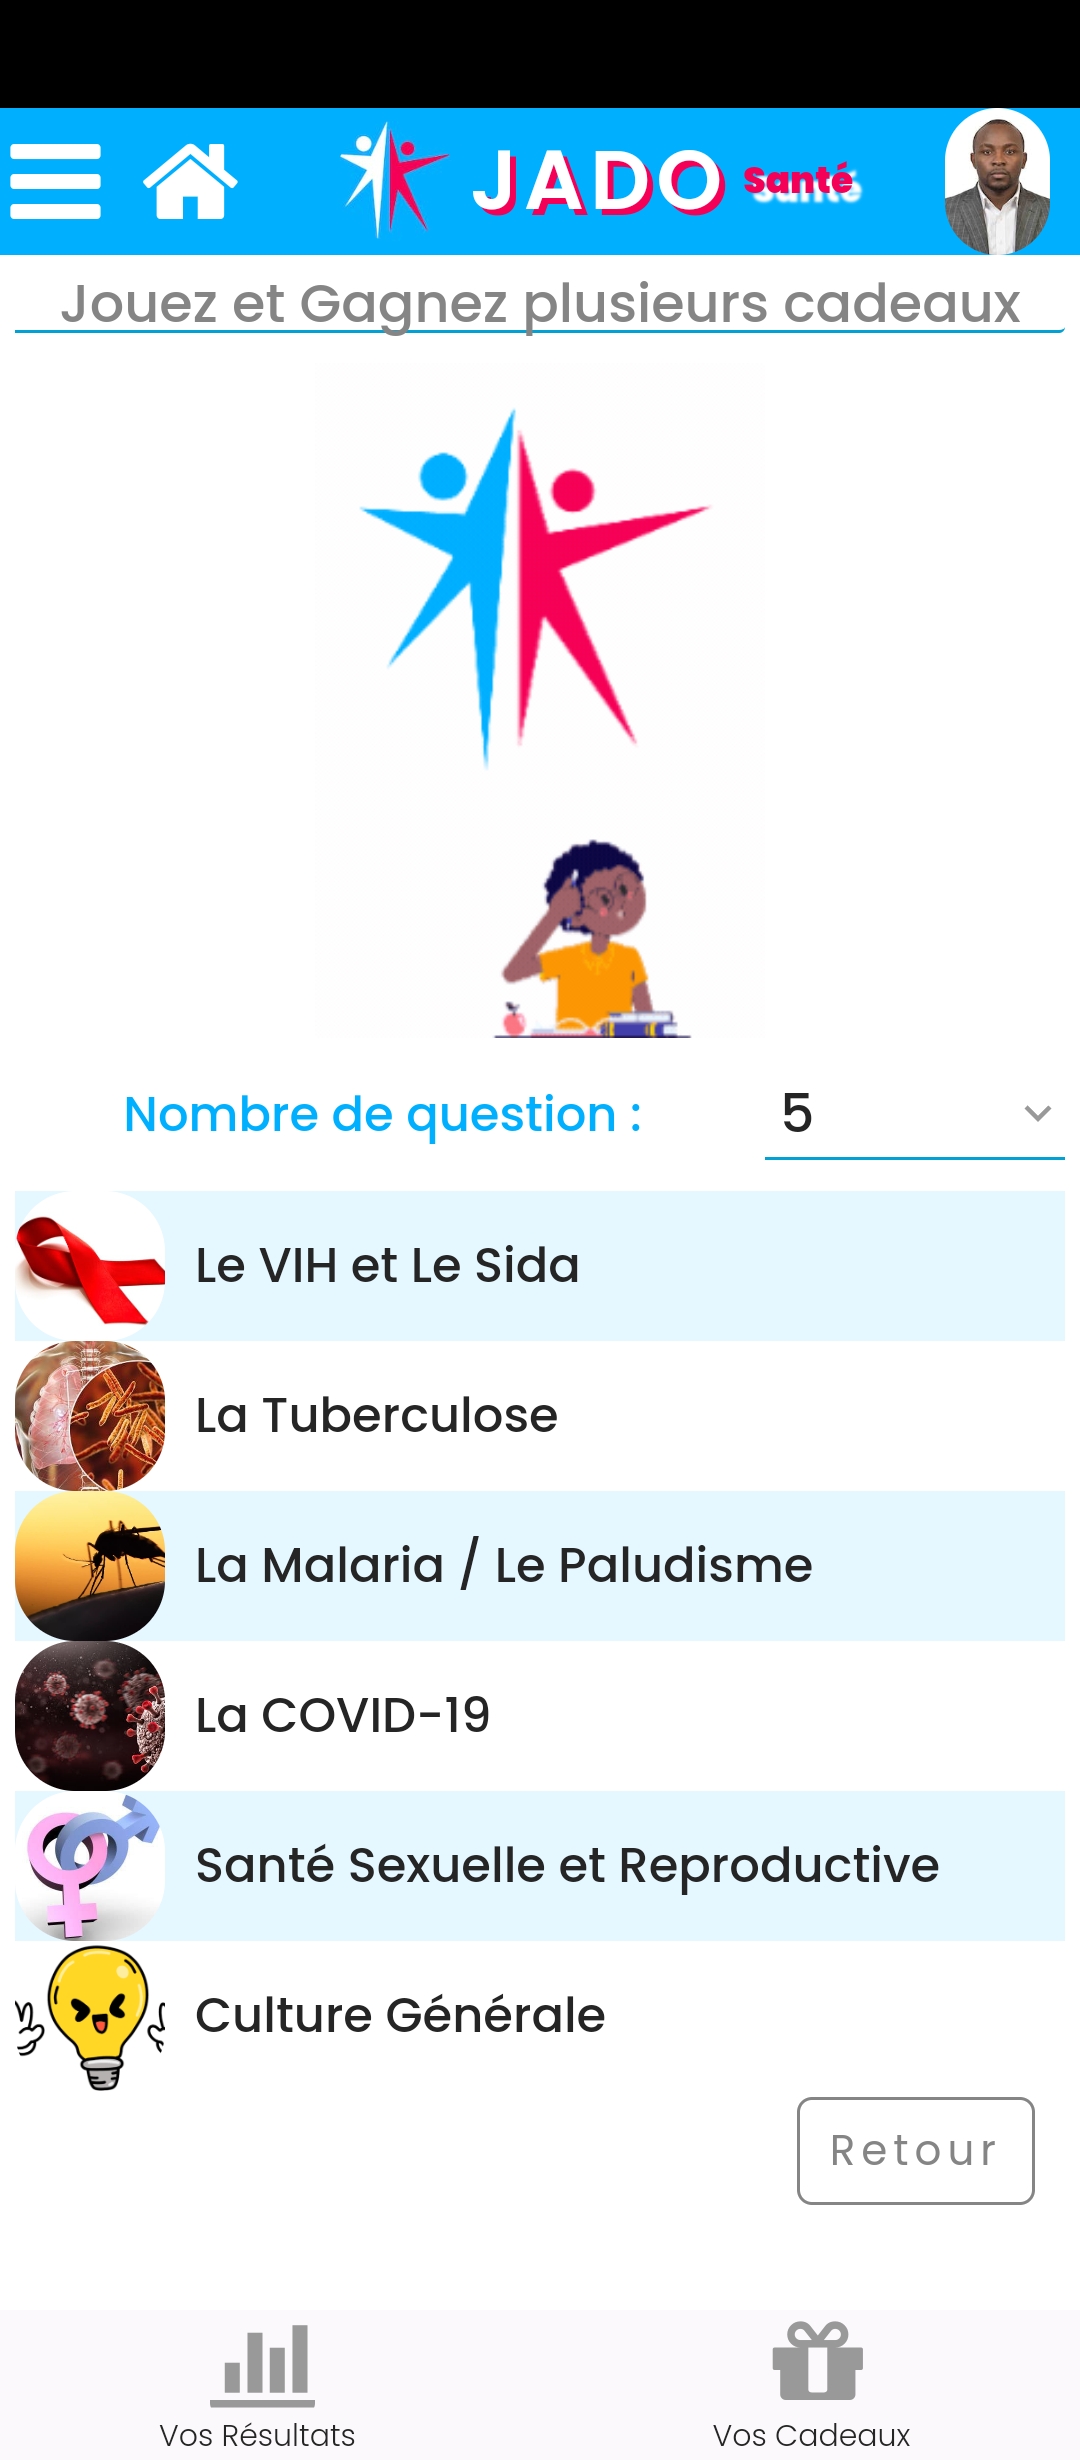 JADO Santé
Jouez et Gagnez plusieurs cadeaux
Nombre de question : 5
Le VIH et Le Sida
La Tuberculose
La Malaria / Le Paludisme
La COVID-19
Santé Sexuelle et Reproductive
Culture Générale
Retour
Vos Résultats Vos Cadeaux